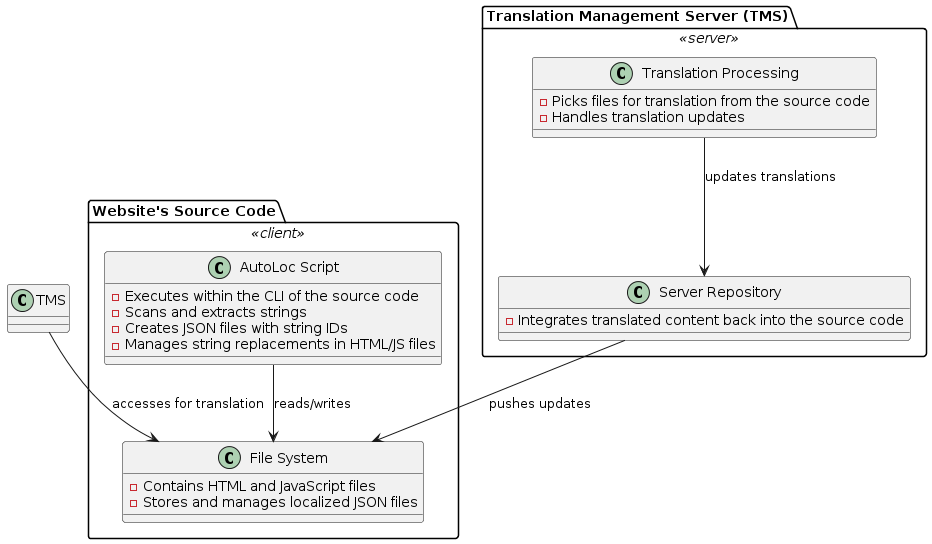 Translation Management Server (TMS)
«server»
C Translation Processing
Picks files for translation from the source code
Handles translation updates
updates translations
Website's Source Code
«client»
C AutoLoc Script
Executes within the CLI of the source code
Scans and extracts strings
Creates JSON files with string IDs
Manages string replacements in HTML/JS files
C TMS
C Server Repository
Integrates translated content back into the source code
accesses for translation
reads/writes
pushes updates
C File System
Contains HTML and JavaScript files
Stores and manages localized JSON files